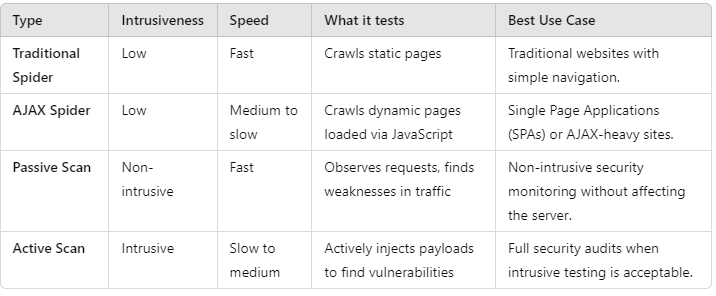 Type Intrusiveness Speed What it tests Best Use Case
Traditional Low Fast Crawls static pages Traditional websites with
Spider simple navigation.
AJAX Spider Low Medium to Crawls dynamic pages Single Page Applications
slow loaded via JavaScript (SPAs) or AJAX-heavy sites.
Passive Scan Non- Fast Observes requests, finds Non-intrusive security
intrusive weaknesses in traffic monitoring without affecting
the server.
Active Scan Intrusive Slow to Actively injects payloads Full security audits when
medium to find vulnerabilities intrusive testing is acceptable.